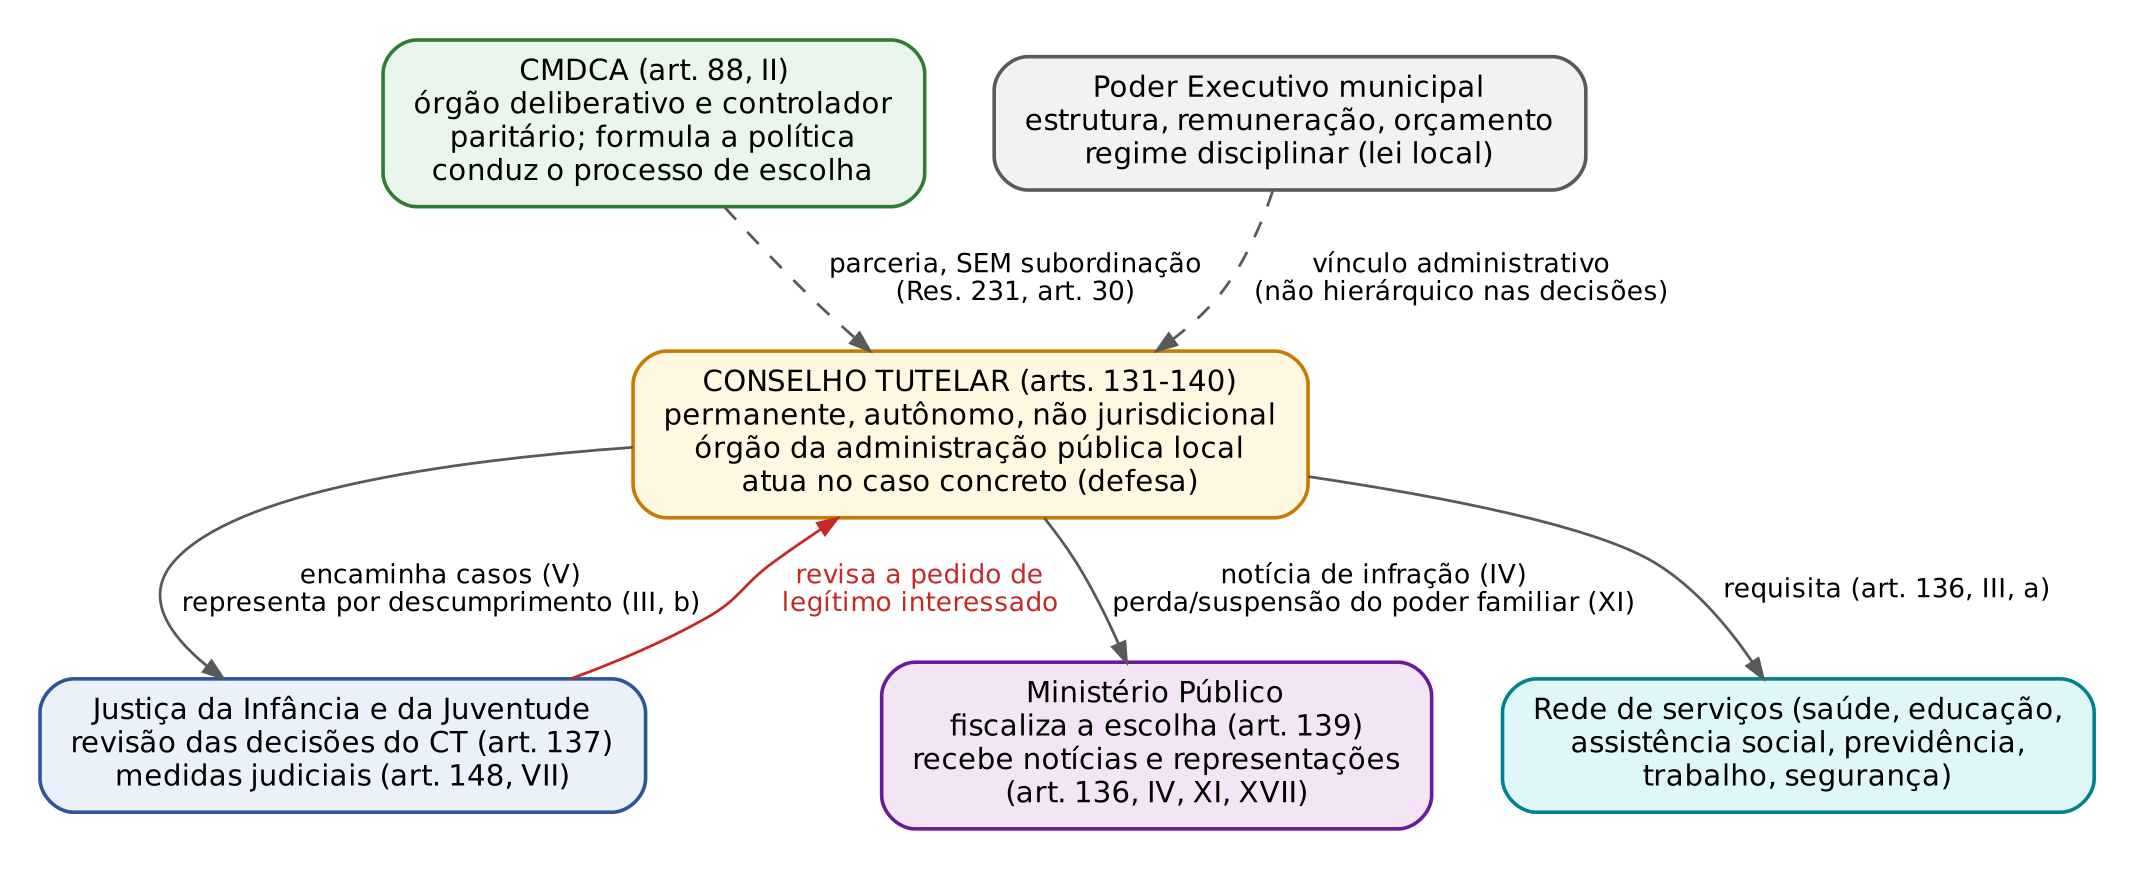 CMDCA (art. 88, II)
órgão deliberativo e controlador
paritário; formula a política
conduz o processo de escolha
Poder Executivo municipal
estrutura, remuneração, orçamento
regime disciplinar (lei local)
parceria, SEM subordinação
(Res. 231, art. 30)
vínculo administrativo
(não hierárquico nas decisões)
CONSELHO TUTELAR (arts. 131-140)
permanente, autônomo, não jurisdicional
órgão da administração pública local
atua no caso concreto (defesa)
encaminha casos (V)
representa por descumprimento (III, b)
revisa a pedido de
legítimo interessado
notícia de infração (IV)
perda/suspensão do poder familiar (XI)
requisita (art. 136, III, a)
Justiça da Infância e da Juventude
revisão das decisões do CT (art. 137)
medidas judiciais (art. 148, VII)
Ministério Público
fiscaliza a escolha (art. 139)
recebe notícias e representações
(art. 136, IV, XI, XVII)
Rede de serviços (saúde, educação,
assistência social, previdência,
trabalho, segurança)